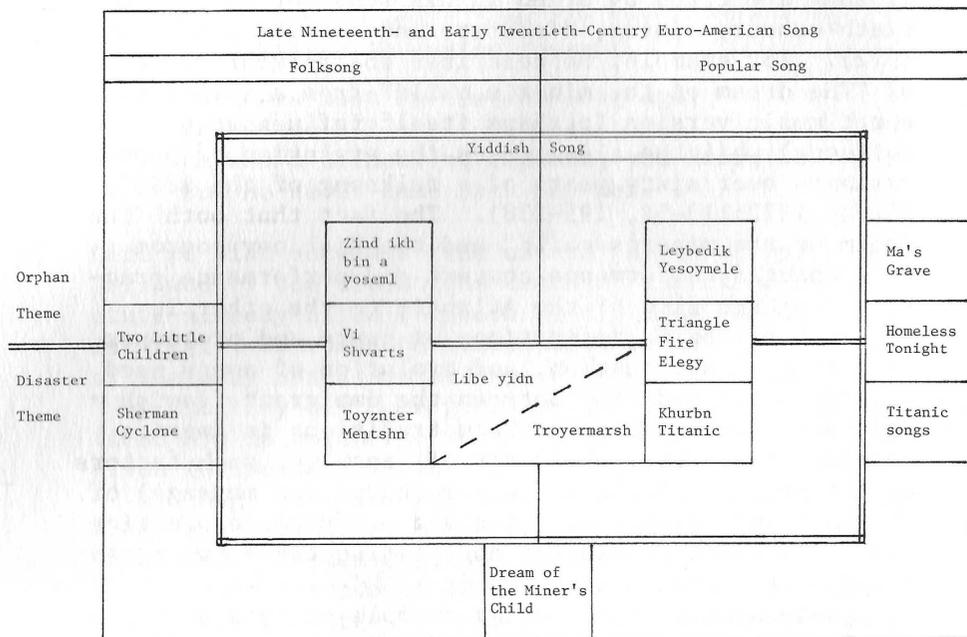 Late Nineteenth- and Early Twentieth-Century Euro-American Song
Folksong
Popular Song
Yiddish Song
Orphan
Theme
Disaster
Theme
Two Little
Children
Sherman
Cyclone
Zind ikh
bin a
yoseml
Vi
Shvarts
Toyznter
Mentshn
Libe yidn
Troyermarsh
Leybedik
Yesoymele
Triangle
Fire
Elegy
Khurbn
Titanic
Ma's
Grave
Homeless
Tonight
Titanic
songs
Dream of
the Miner's
Child